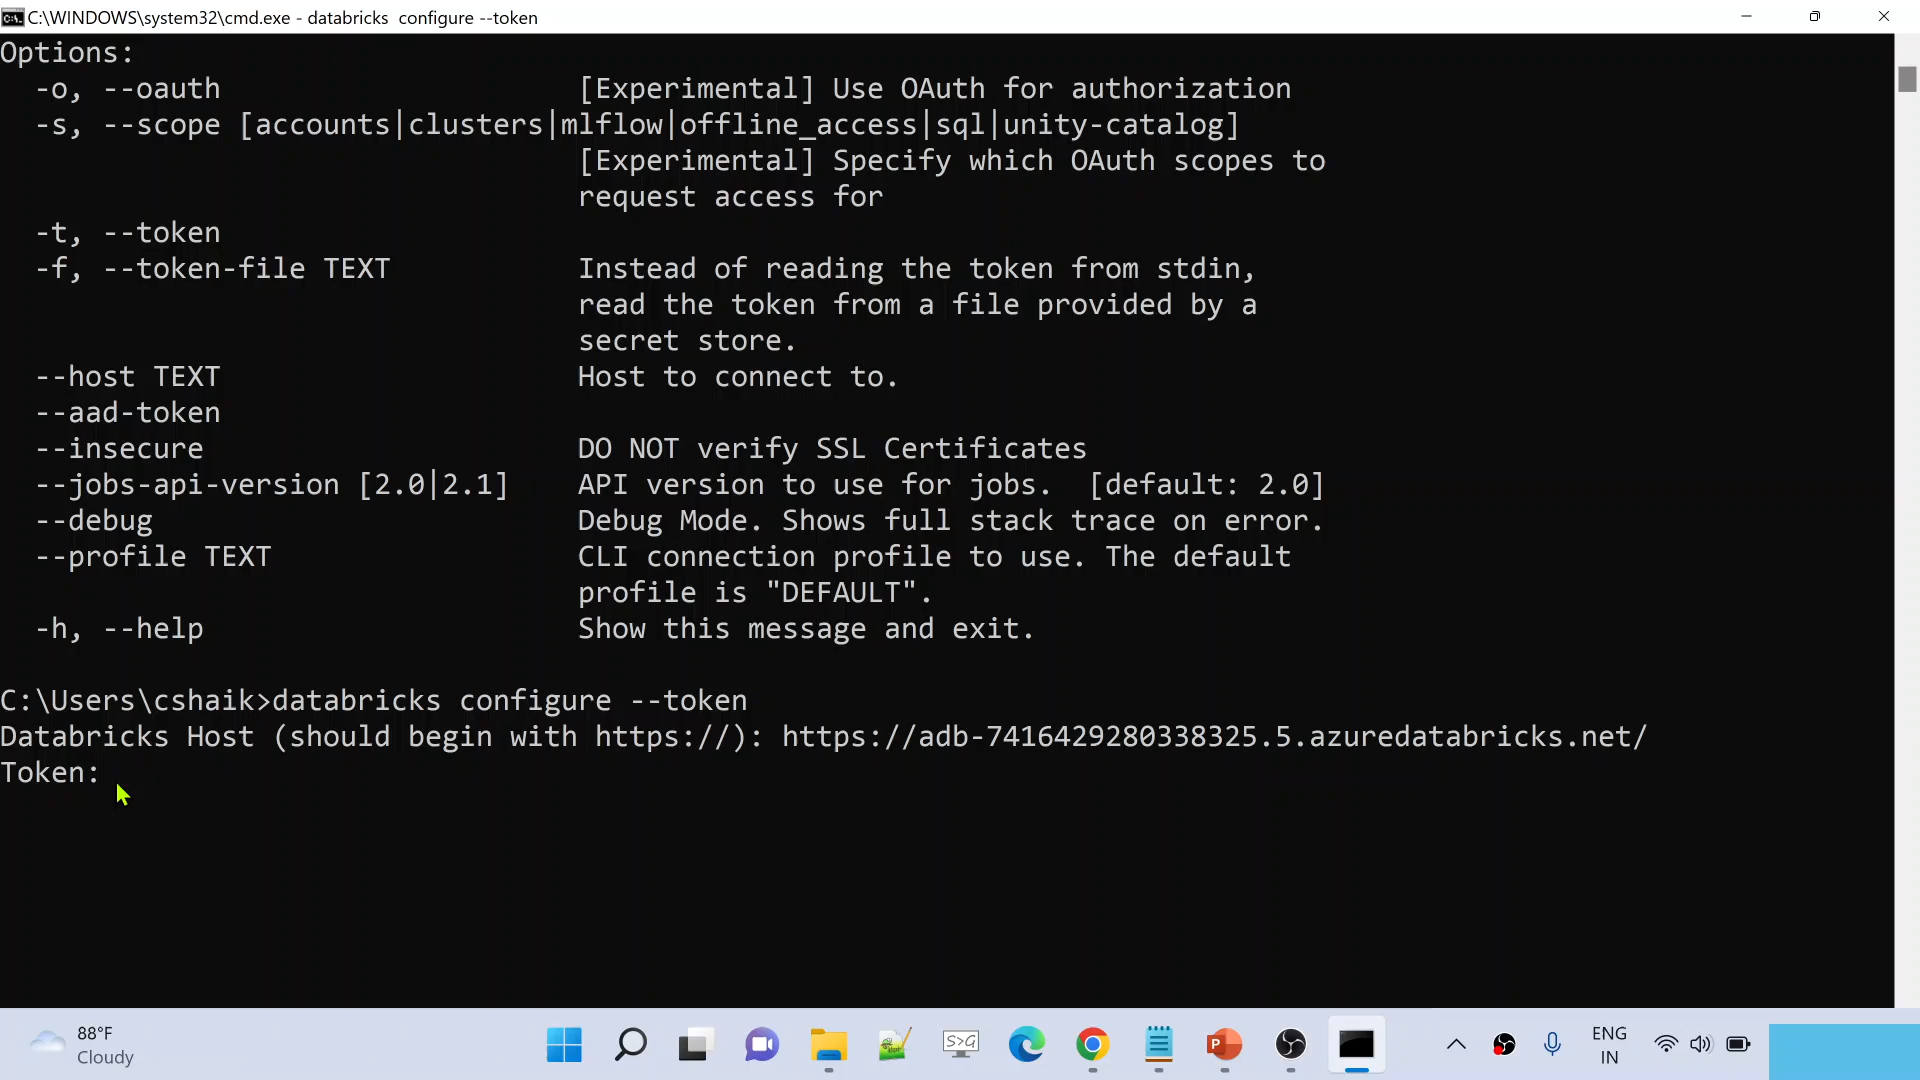 C:\WINDOWS\system32\cmd.exe - databricks  configure --token
Options:
  -o, --oauth                     [Experimental] Use OAuth for authorization
  -s, --scope [accounts|clusters|mlflow|offline_access|sql|unity-catalog]
                                  [Experimental] Specify which OAuth scopes to
                                  request access for
  -t, --token
  -f, --token-file TEXT           Instead of reading the token from stdin,
                                  read the token from a file provided by a
                                  secret store.
  --host TEXT                     Host to connect to.
  --aad-token
  --insecure                      DO NOT verify SSL Certificates
  --jobs-api-version [2.0|2.1]    API version to use for jobs.  [default: 2.0]
  --debug                         Debug Mode. Shows full stack trace on error.
  --profile TEXT                  CLI connection profile to use. The default
                                  profile is "DEFAULT".
  -h, --help                      Show this message and exit.
C:\Users\cshaik>databricks configure --token
Databricks Host (should begin with https://): https://adb-7416429280338325.5.azuredatabricks.net/
Token:
88°F
Cloudy
S>G
P
ENG
IN